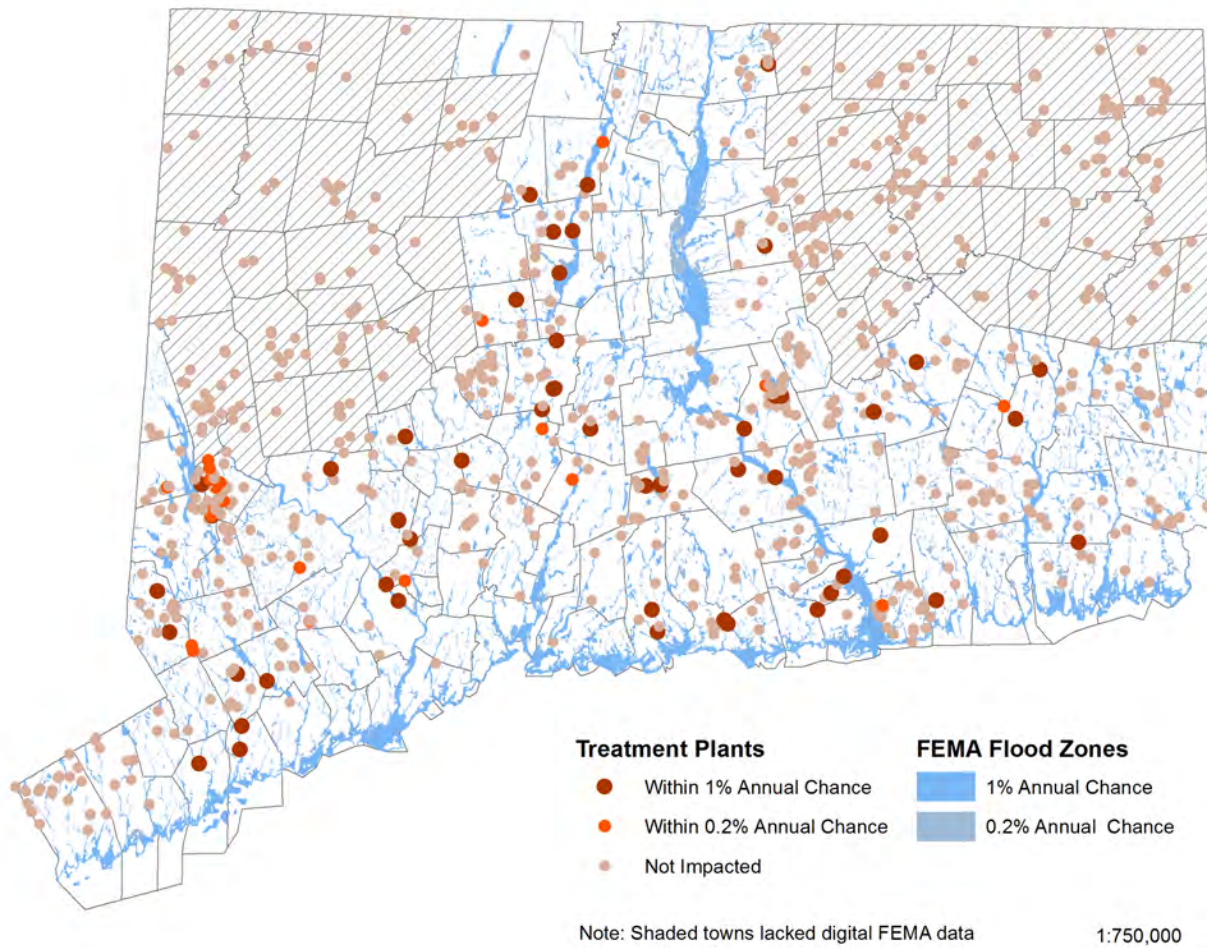 Treatment Plants
Within 1% Annual Chance
Within 0.2% Annual Chance
Not Impacted
FEMA Flood Zones
1% Annual Chance
0.2% Annual Chance
Note: Shaded towns lacked digital FEMA data
1:750,000